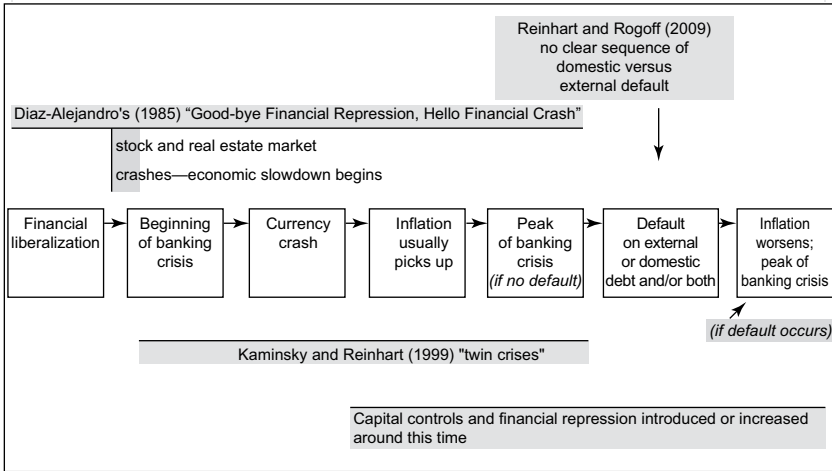 Reinhart and Rogoff (2009)
no clear sequence of
domestic versus
external default
Diaz-Alejandro's (1985) “Good-bye Financial Repression, Hello Financial Crash”
stock and real estate market
crashes—economic slowdown begins
Financial
liberalization
Beginning
of banking
crisis
Currency
crash
Inflation
usually
picks up
Peak
of banking
crisis
(if no default)
Default
on external
or domestic
debt and/or both
Inflation
worsens;
peak of
banking crisis
(if default occurs)
Kaminsky and Reinhart (1999) "twin crises"
Capital controls and financial repression introduced or increased
around this time